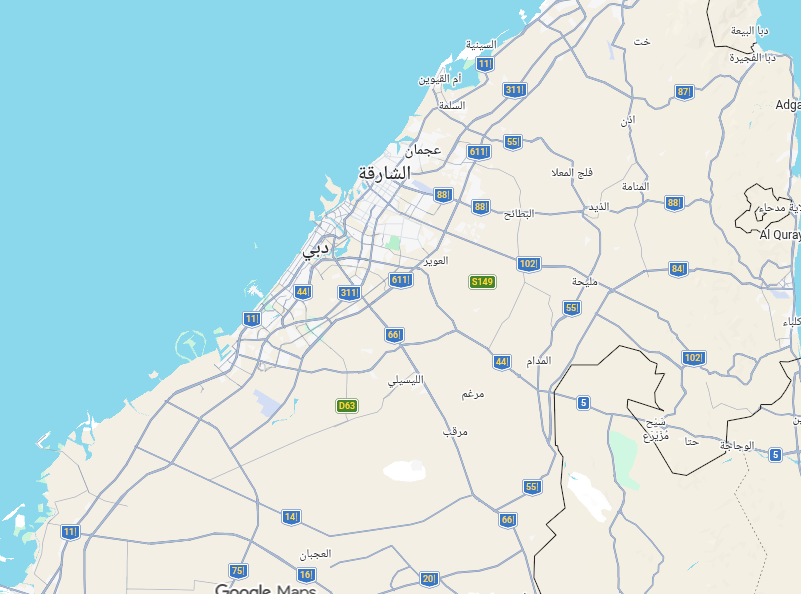 دبا البيعة
خت
السينية
دبا الفجيرة
11
أم القيوين
311
87
السلمة
Adga
اذن
55
عجمان
611
الشارقة
فلج المعلا
المنامة
88
88
البطائح
الذيد
88
ولاية مدحاء
Al Quray
دبي
العوير
102
84
611
S149
مليحة
44
311
55
11
كلباء
66
44
المدام
102
الليسيلي
مرغم
D63
5
مرقب
شيح
مزيرع
حتا
الوجاجة
5
55
14
66
11
العجبان
75
16
20
Google Maps